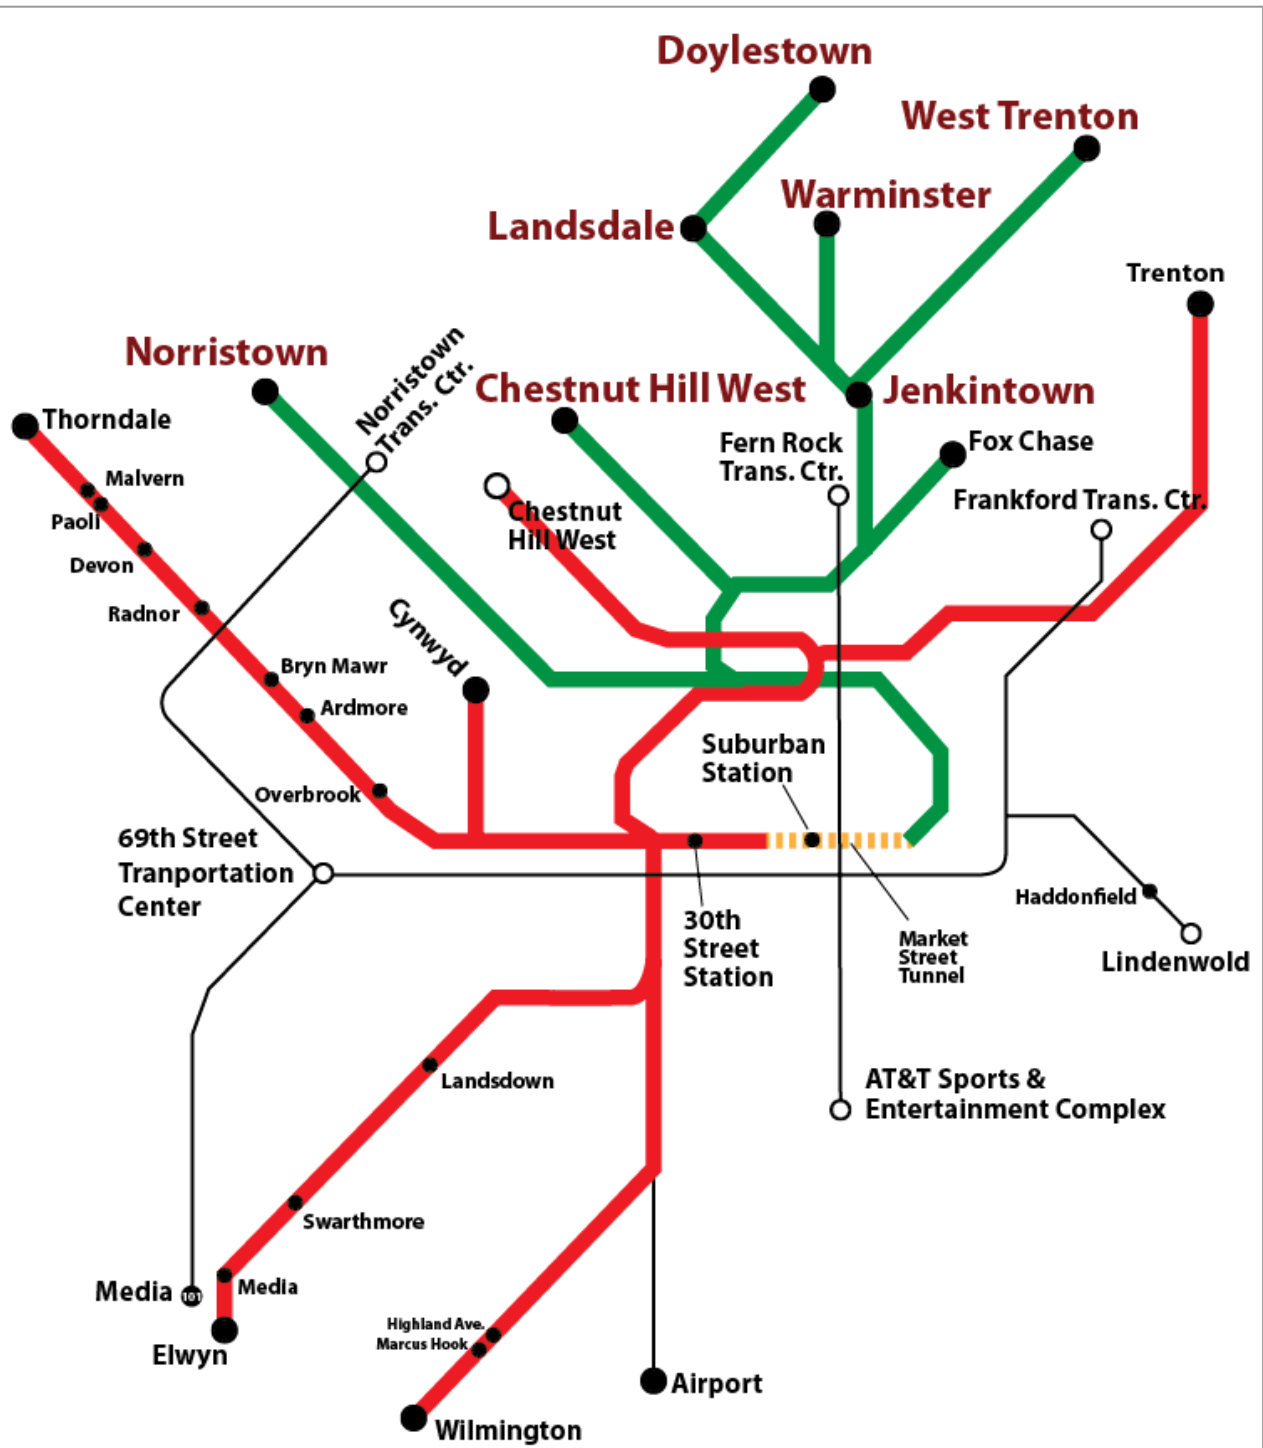 Doylestown
West Trenton
Warminster
Landsdale
Trenton
Norristown
Norristown
Trans. Ctr.
Chestnut Hill West
Jenkintown
Thorndale
Fern Rock
Trans. Ctr.
Fox Chase
Malvern
Paoli
Chestnut
Hill West
Frankford Trans. Ctr.
Devon
Radnor
Cynwyd
Bryn Mawr
Ardmore
Suburban
Station
Overbrook
69th Street
Tranportation
Center
Haddonfield
30th
Street
Station
Market
Street
Tunnel
Lindenwold
Landsdown
AT&T Sports &
Entertainment Complex
Swarthmore
Media 101
Media
Highland Ave.
Marcus Hook
Elwyn
Airport
Wilmington